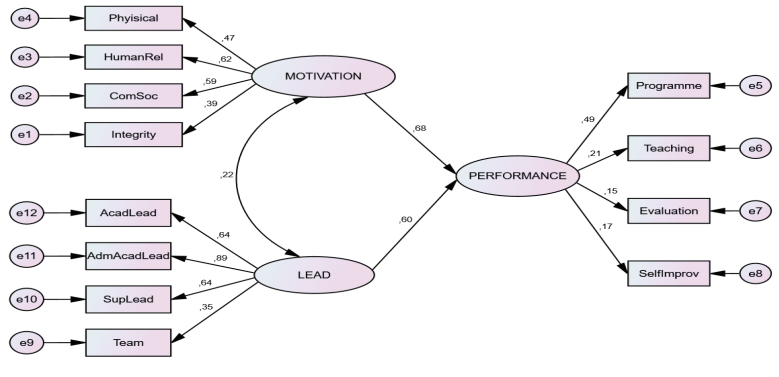 e4
Phyisical
,47
e3
HumanRel
,62
MOTIVATION
e2
ComSoc
,59
e1
Integrity
,39
Programme
e5
,49
,68
Teaching
e6
,21
,22
PERFORMANCE
,15
Evaluation
e7
,17
e12
AcadLead
,64
,60
e11
AdmAcadLead
,89
LEAD
SelfImprov
e8
e10
SupLead
,64
e9
Team
,35